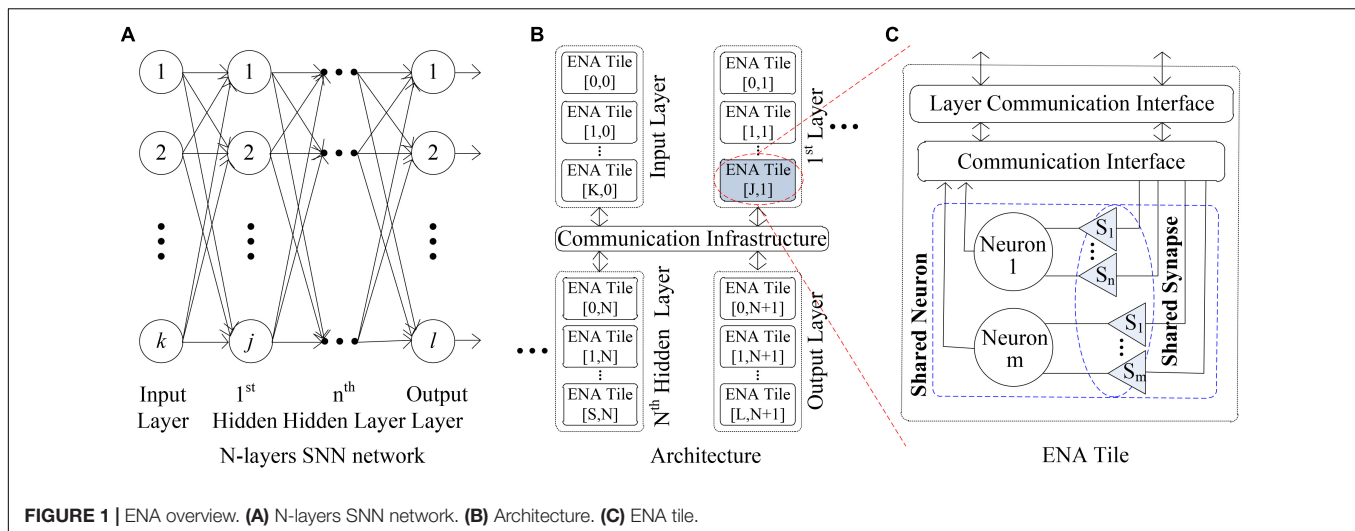 A
1
1
1
2
2
2
k
j
l
Input
Layer
1st
Hidden
nth
Hidden Layer
Output
Layer
N-layers SNN network
B
ENA Tile
[0,0]
ENA Tile
[1,0]
ENA Tile
[K,0]
Input Layer
ENA Tile
[0,1]
ENA Tile
[1,1]
ENA Tile
[J,1]
1st Layer
Communication Infrastructure
ENA Tile
[0,N]
ENA Tile
[1,N]
ENA Tile
[S,N]
Nth Hidden Layer
ENA Tile
[0,N+1]
ENA Tile
[1,N+1]
ENA Tile
[L,N+1]
Output Layer
Architecture
C
Layer Communication Interface
Communication Interface
Shared Neuron
Neuron
1
S1
Sn
Neuron
m
S1
Sm
Shared Synapse
ENA Tile
FIGURE 1 | ENA overview. (A) N-layers SNN network. (B) Architecture. (C) ENA tile.